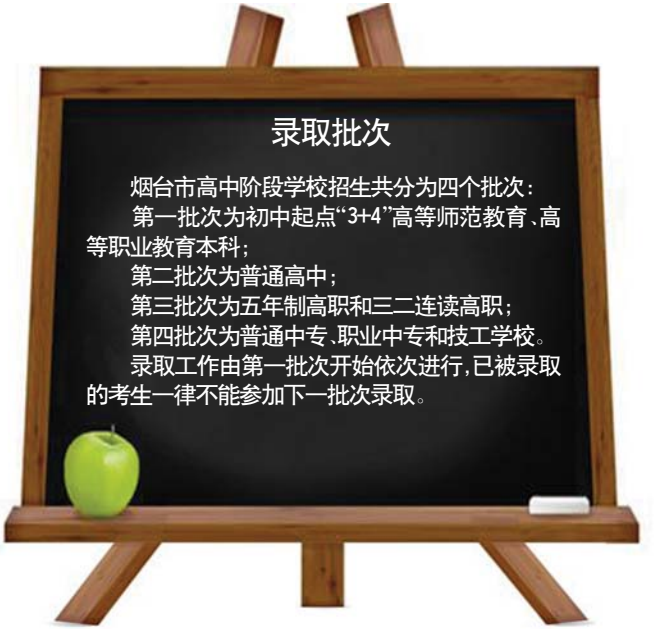 录取批次
烟台市高中阶段学校招生共分为四个批次:
第一批次为初中起点“3+4”高等师范教育、高
等职业教育本科;
第二批次为普通高中;
第三批次为五年制高职和三二连读高职;
第四批次为普通中专、职业中专和技工学校。
录取工作由第一批次开始依次进行,已被录取
的考生一律不能参加下一批次录取。